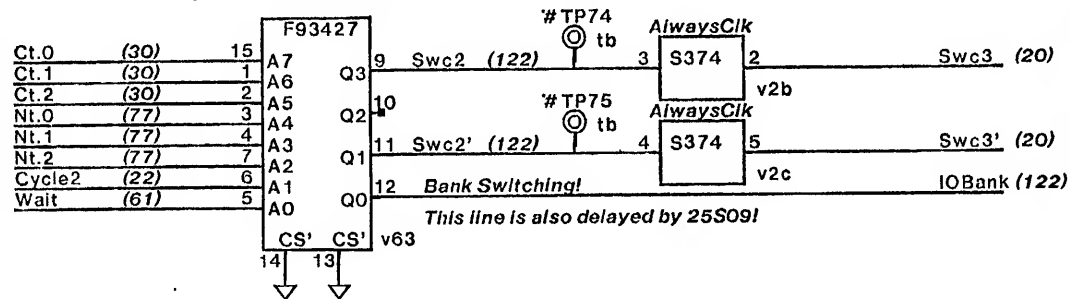 F93427
'# TP74
AlwaysClk
tb
Ct.0 (30) 15 A7
Ct.1 (30) 1 A6
Ct.2 (30) 2 A5
Nt.0 (77) 3 A4
Nt.1 (77) 4 A3
Nt.2 (77) 7 A2
Cycle2 (22) 6 A1
Wait (61) 5 A0
Q3 9 Swc2 (122) 3 S374 2 Swc3 (20)
v2b
Q2 10
'# TP75
AlwaysClk
tb
Q1 11 Swc2' (122) 4 S374 5 Swc3' (20)
v2c
Q0 12 Bank Switching! IOBank (122)
This line is also delayed by 25S09!
CS' CS' v63
14 13